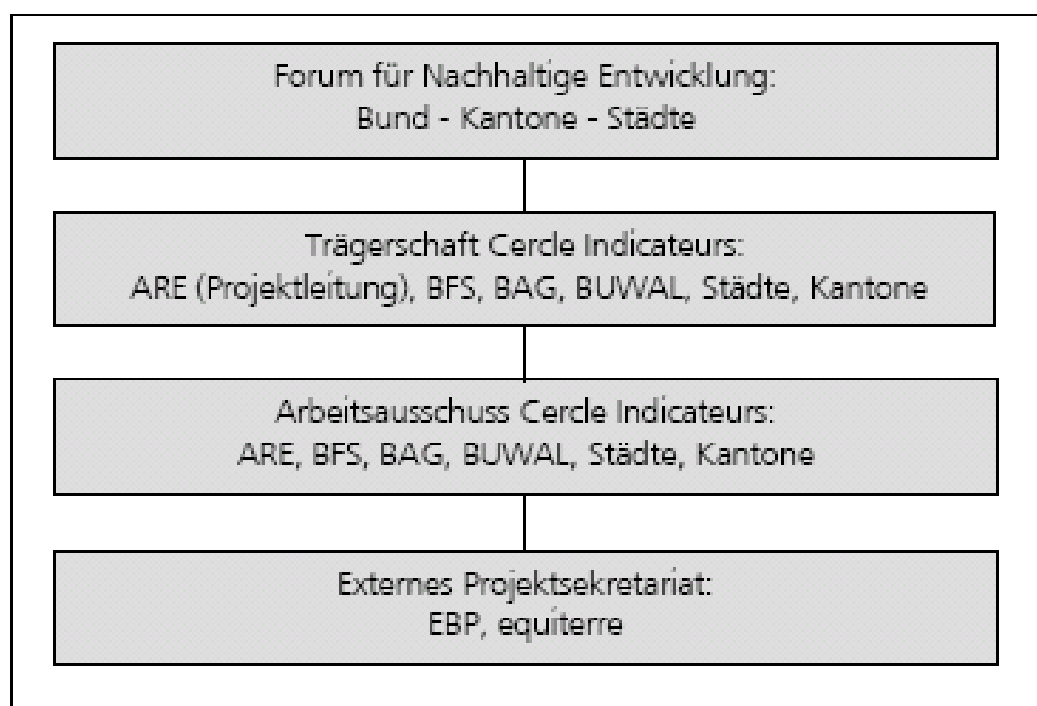 Forum für Nachhaltige Entwicklung:
Bund - Kantone - Städte
Trägerschaft Cercle Indicateurs:
ARE (Projektleitung), BFS, BAG, BUWAL, Städte, Kantone
Arbeitsausschuss Cercle Indicateurs:
ARE, BFS, BAG, BUWAL, Städte, Kantone
Externes Projektsekretariat:
EBP, equiterre